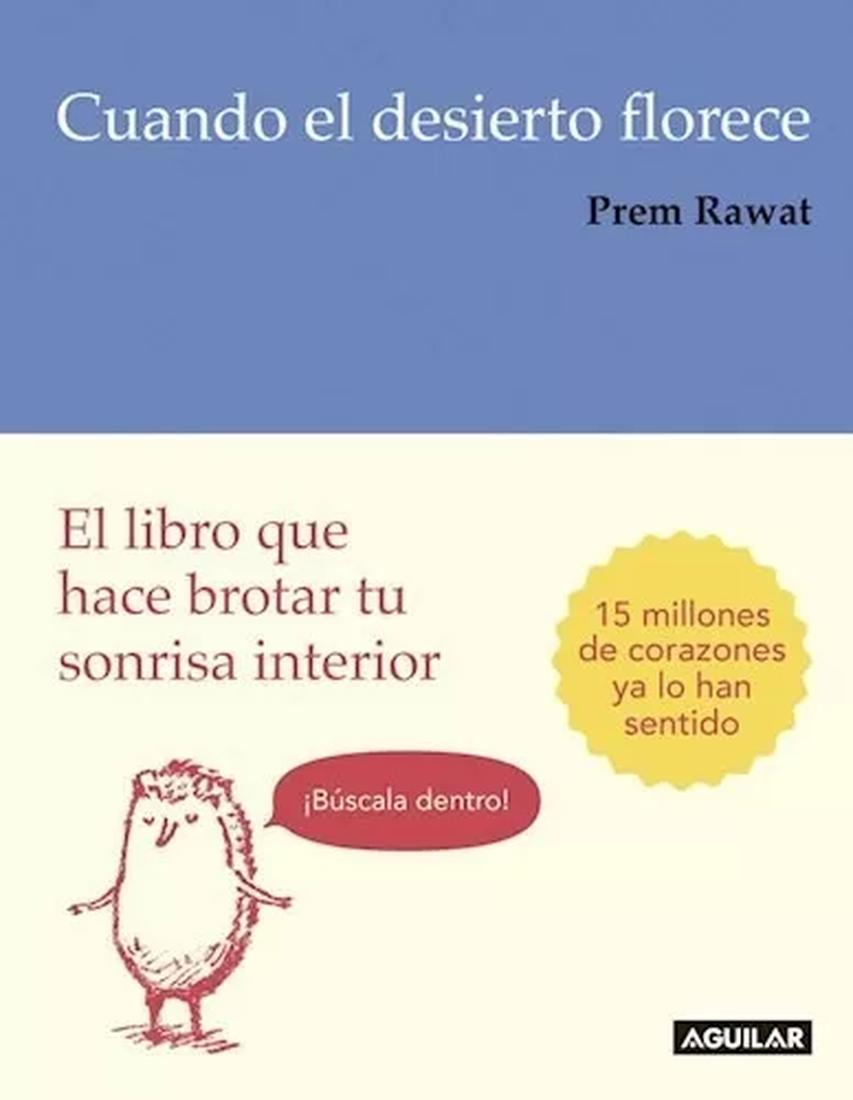 Cuando el desierto florece
Prem Rawat
El libro que
hace brotar tu
sonrisa interior
15 millones
de corazones
ya lo han
sentido
¡Búscala dentro!
AGUILAR